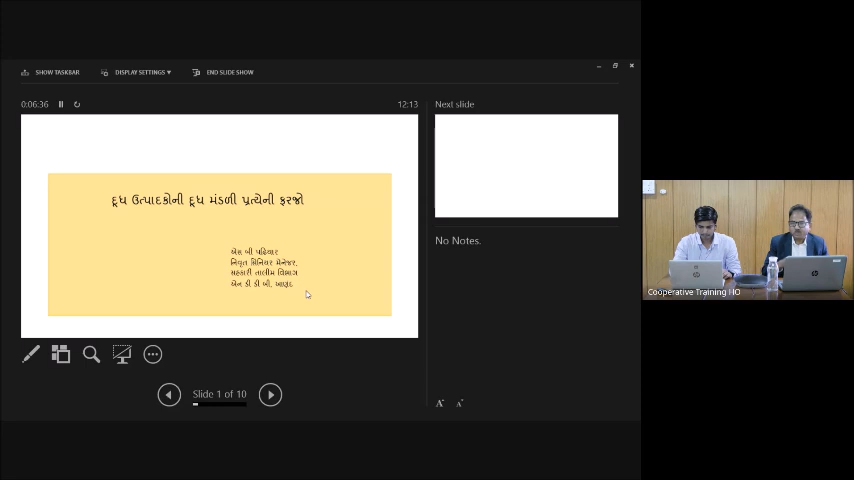 SHOW TASKBAR
DISPLAY SETTINGS ▼
END SLIDE SHOW
0:06:36
12:13
Next slide
દૂધ ઉત્પાદકોની દૂધ મંડળી પ્રત્યેની ફરજો
એસ બી પઢિયાર
નિવૃત સિનિયર મેનેજર,
સહકારી તાલીમ વિભાગ
એન ડી ડી બી, આણંદ
No Notes.
Slide 1 of 10
Cooperative Training HO